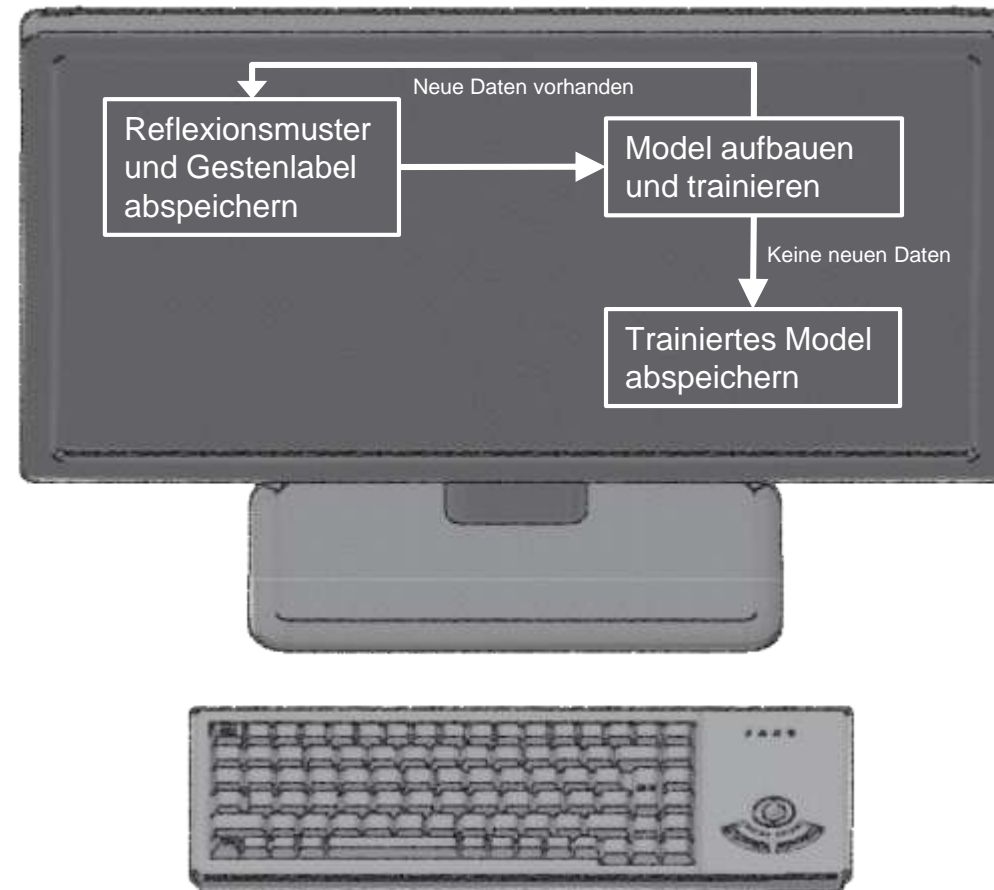 Neue Daten vorhanden
Reflexionsmuster
und Gestenlabel
abspeichern
Model aufbauen
und trainieren
Keine neuen Daten
Trainiertes Model
abspeichern